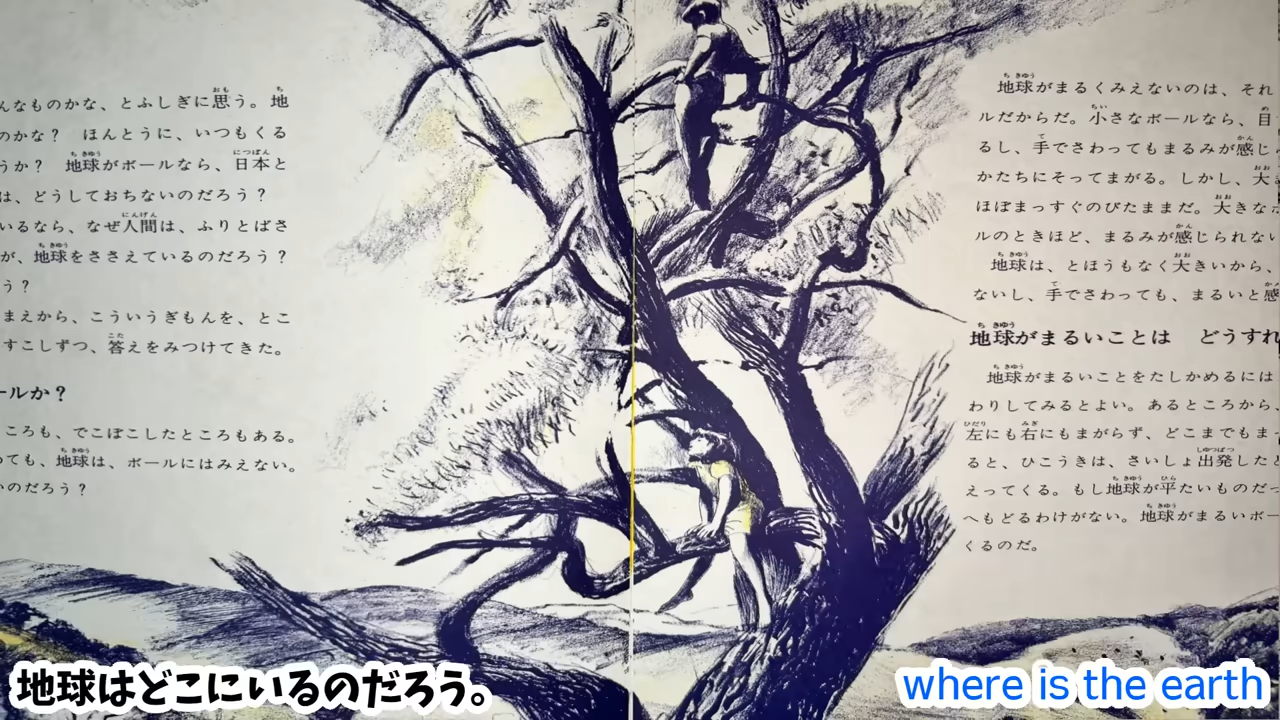 んなものかな、とふしぎに思う。地
のかな？ ほんとうに、いつもくる
うか？ 地球がボールなら、日本と
は、どうしておちないのだろう？
いるなら、なぜ人間は、ふりとばさ
が、地球をささえているのだろう？
う？
まえから、こういうぎもんを、とこ
すこしずつ、答えをみつけてきた。
ールか？
ころも、でこぼこしたところもある。
っても、地球は、ボールにはみえない。
いのだろう？
地球がまるくみえないのは、それ
ルだからだ。小さなボールなら、目
るし、手でさわってもまるみが感じ
かたちにそってまがる。しかし、大
ほぼまっすぐのびたままだ。大きな
ルのときほど、まるみが感じられない
地球は、とほうもなく大きいから、
ないし、手でさわっても、まるいと感
地球がまるいことは どうすれ
地球がまるいことをたしかめるには
わりしてみるとよい。あるところから、
左にも右にもまがらず、どこまでもま
ると、ひこうきは、さいしょ出発した
えってくる。もし地球が平たいものだっ
へもどるわけがない。地球がまるいボー
くるのだ。
地球はどこにいるのだろう。
where is the earth